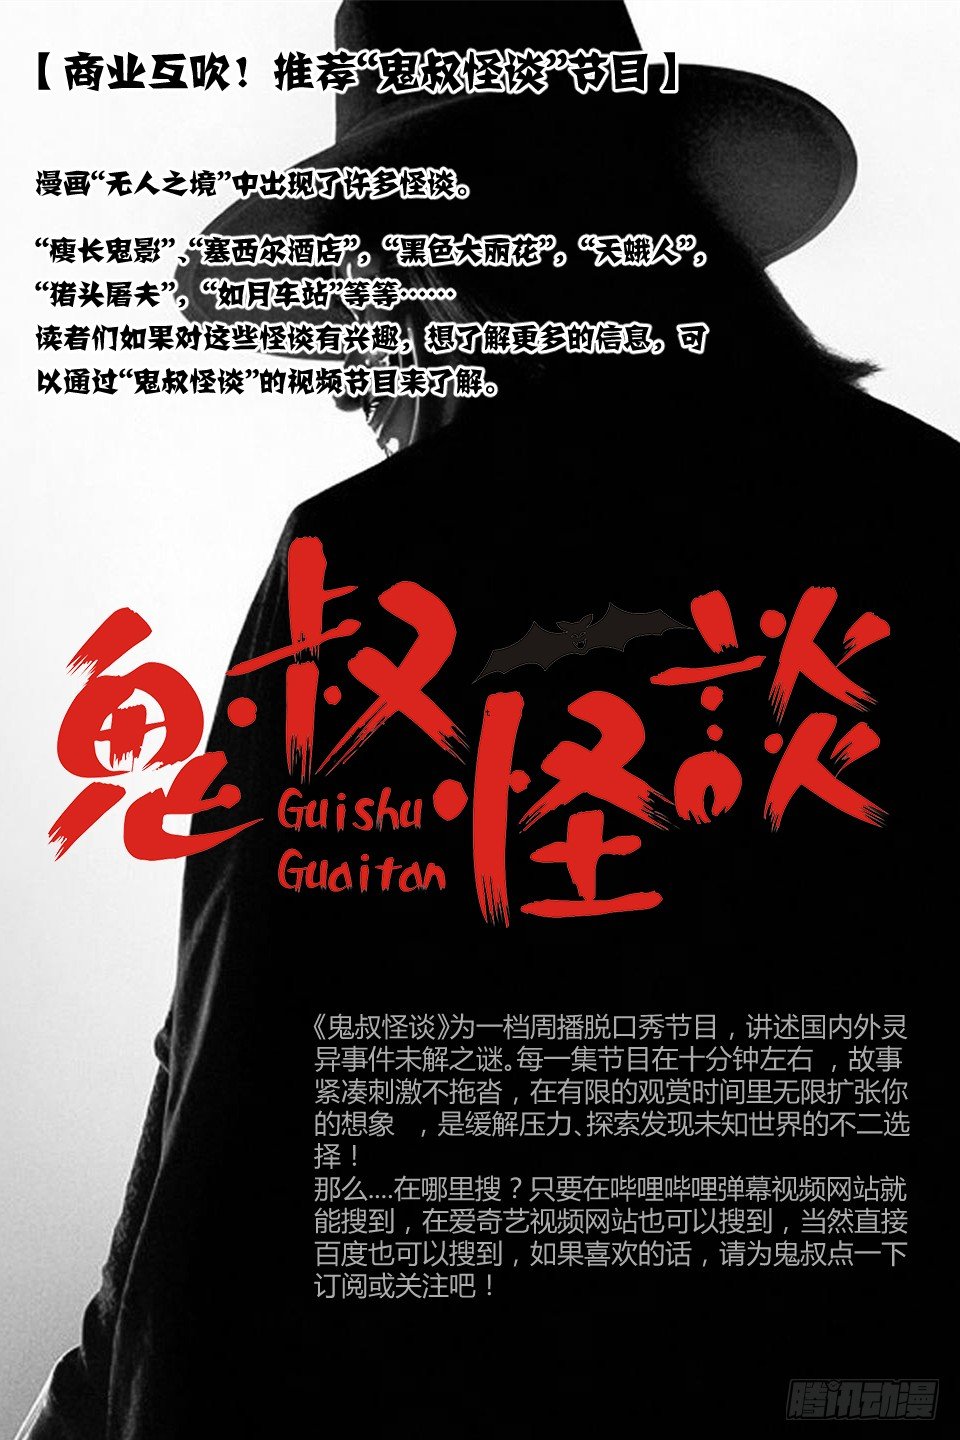 【商业互吹！推荐“鬼叔怪谈”节目】
漫画“无人之境”中出现了许多怪谈。
“瘦长鬼影”、“塞西尔酒店”，“黑色大丽花”，“天蛾人”，
“猪头屠夫”，“如月车站”等等……
读者们如果对这些怪谈有兴趣，想了解更多的信息，可
以通过“鬼叔怪谈”的视频节目来了解。
鬼叔怪談
Guishu
Guaitan
《鬼叔怪谈》为一档周播脱口秀节目，讲述国内外灵
异事件未解之谜。每一集节目在十分钟左右 ，故事
紧凑刺激不拖沓，在有限的观赏时间里无限扩张你
的想象 ，是缓解压力、探索发现未知世界的不二选
择！
那么....在哪里搜？只要在哔哩哔哩弹幕视频网站就
能搜到，在爱奇艺视频网站也可以搜到，当然直接
百度也可以搜到，如果喜欢的话，请为鬼叔点一下
订阅或关注吧！
腾讯动漫